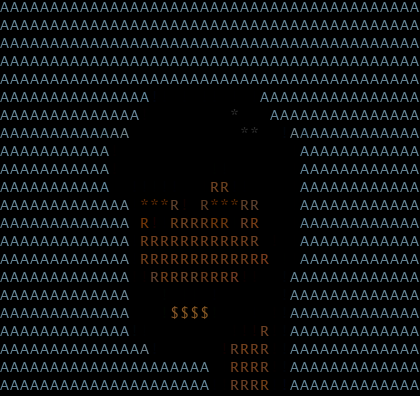 AAAAAAAAAAAAAAAAAAAAAAAAAAAAAAAAAAAAAAAAAA
AAAAAAAAAAAAAAAAAAAAAAAAAAAAAAAAAAAAAAAAAA
AAAAAAAAAAAAAAAAAAAAAAAAAAAAAAAAAAAAAAAAAA
AAAAAAAAAAAAAAAAAAAAAAAAAAAAAAAAAAAAAAAAAA
AAAAAAAAAAAAAAAAAAAAAAAAAAAAAAAAAAAAAAAAAA
AAAAAAAAAAAAAAA           AAAAAAAAAAAAAAAA
AAAAAAAAAAAAAA         *   AAAAAAAAAAAAAAA
AAAAAAAAAAAAA           **   AAAAAAAAAAAAA
AAAAAAAAAAA                   AAAAAAAAAAAA
AAAAAAAAAAA                   AAAAAAAAAAAA
AAAAAAAAAAA          RR       AAAAAAAAAAAA
AAAAAAAAAAAAA ***R  R***RR    AAAAAAAAAAAA
AAAAAAAAAAAAA R  RRRRRR RR    AAAAAAAAAAAA
AAAAAAAAAAAAA RRRRRRRRRRRR    AAAAAAAAAAAA
AAAAAAAAAAAAA RRRRRRRRRRRRR   AAAAAAAAAAAA
AAAAAAAAAAAAA  RRRRRRRRR     AAAAAAAAAAAAA
AAAAAAAAAAAAA                AAAAAAAAAAAAA
AAAAAAAAAAAAA    $$$$        AAAAAAAAAAAAA
AAAAAAAAAAAAA             R  AAAAAAAAAAAAA
AAAAAAAAAAAAAAA        RRRR  AAAAAAAAAAAAA
AAAAAAAAAAAAAAAAAAAAA  RRRR  AAAAAAAAAAAAA
AAAAAAAAAAAAAAAAAAAAA  RRRR  AAAAAAAAAAAAA